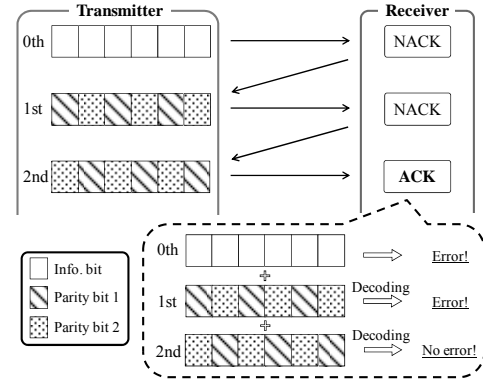 Transmitter
Receiver
0th
NACK
1st
NACK
2nd
ACK
Info. bit
Parity bit 1
Parity bit 2
0th
Error!
1st
Decoding
Error!
2nd
Decoding
No error!